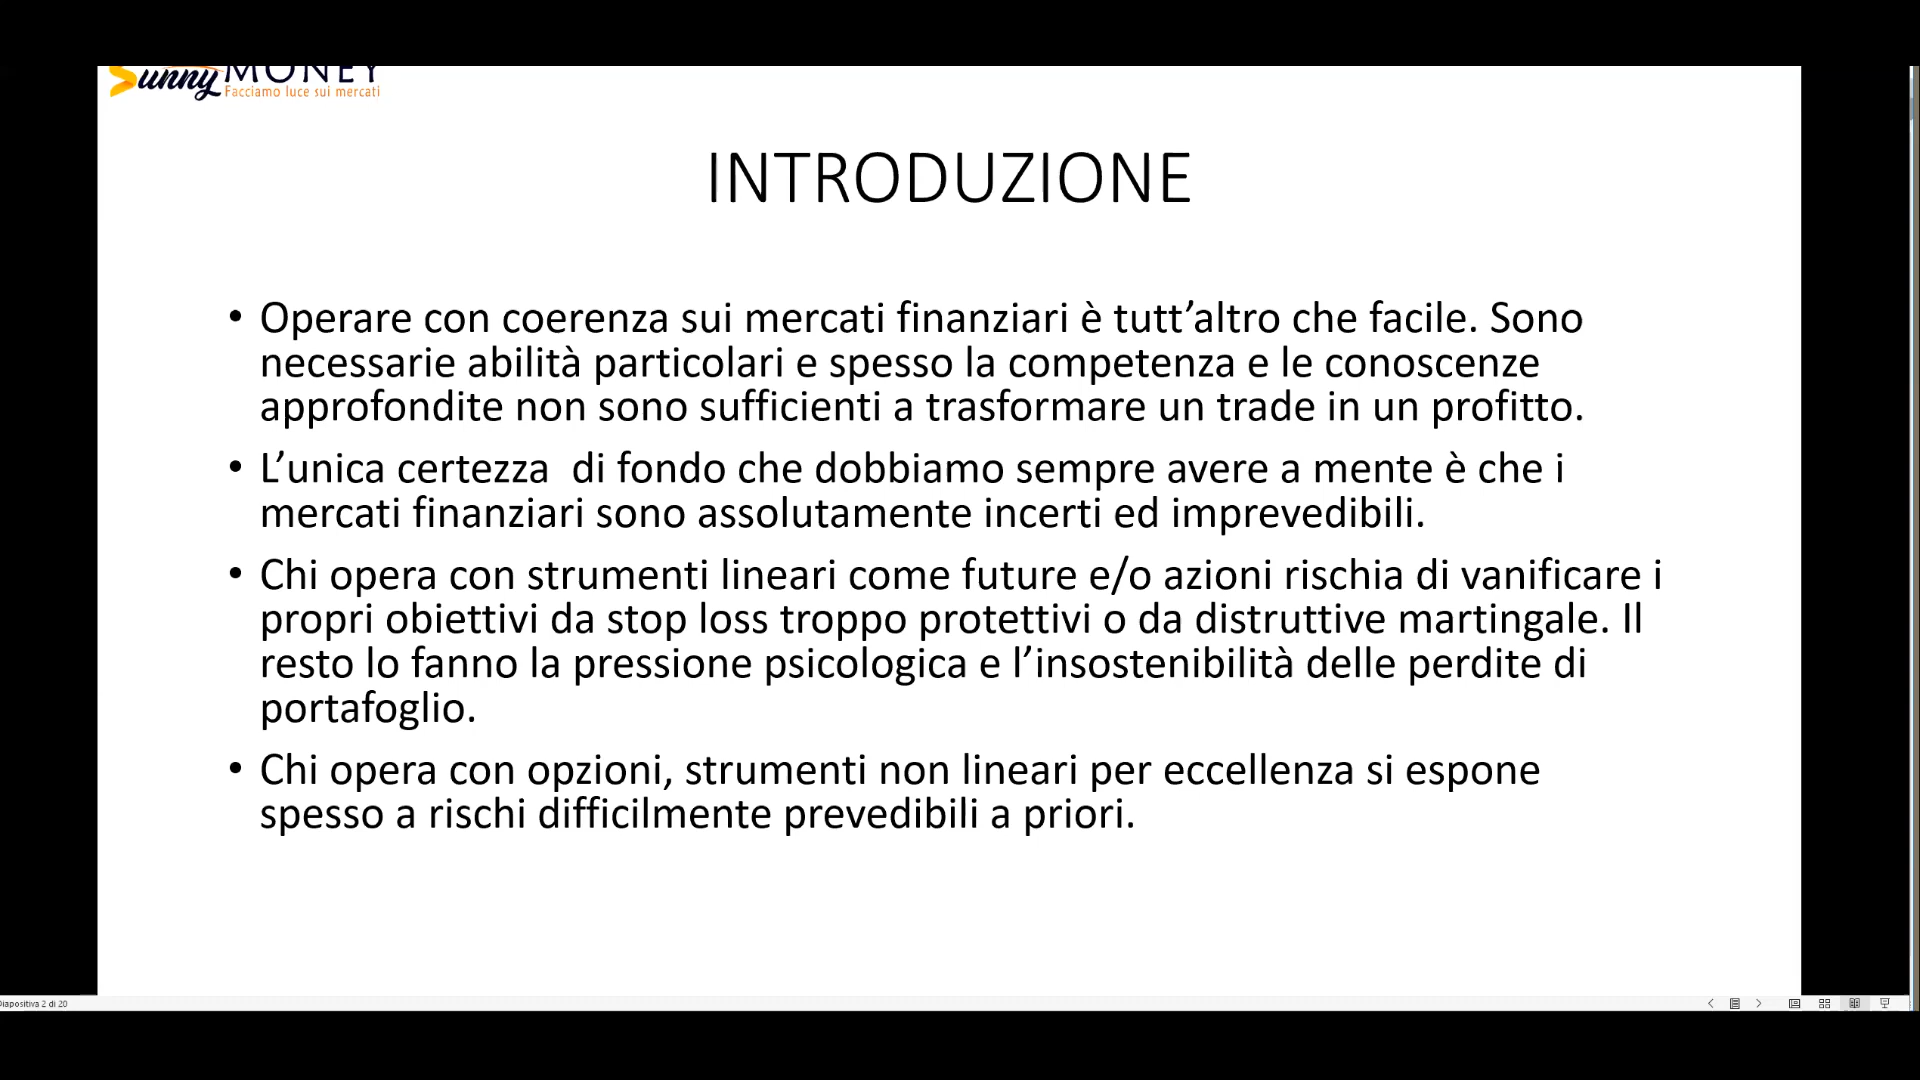 Sunny MONEY
Facciamo luce sui mercati
INTRODUZIONE
• Operare con coerenza sui mercati finanziari è tutt’altro che facile. Sono
necessarie abilità particolari e spesso la competenza e le conoscenze
approfondite non sono sufficienti a trasformare un trade in un profitto.
• L’unica certezza  di fondo che dobbiamo sempre avere a mente è che i
mercati finanziari sono assolutamente incerti ed imprevedibili.
• Chi opera con strumenti lineari come future e/o azioni rischia di vanificare i
propri obiettivi da stop loss troppo protettivi o da distruttive martingale. Il
resto lo fanno la pressione psicologica e l’insostenibilità delle perdite di
portafoglio.
• Chi opera con opzioni, strumenti non lineari per eccellenza si espone
spesso a rischi difficilmente prevedibili a priori.
Diapositiva 2 di 20